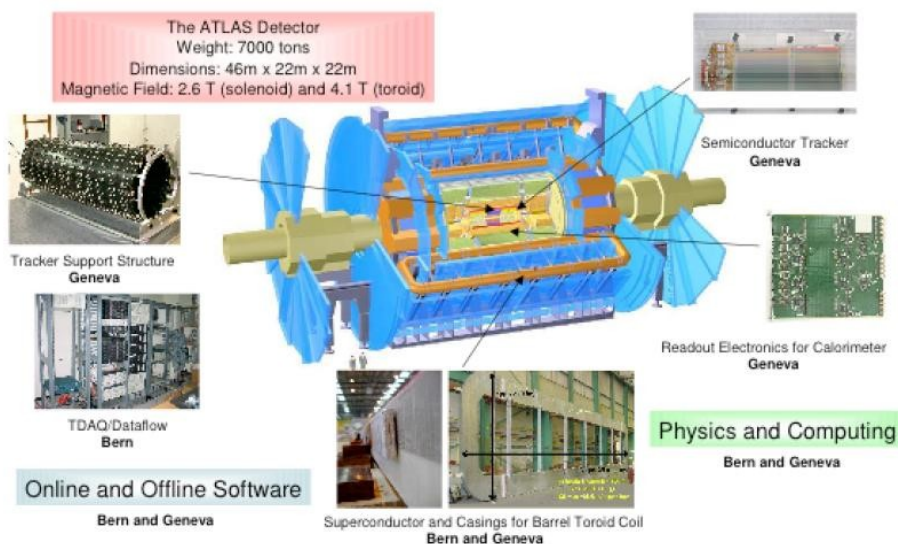 The ATLAS Detector
Weight: 7000 tons
Dimensions: 46m x 22m x 22m
Magnetic Field: 2.6 T (solenoid) and 4.1 T (toroid)
Semiconductor Tracker
Geneva
Tracker Support Structure
Geneva
Readout Electronics for Calorimeter
Geneva
TDAQ/Dataflow
Bern
Physics and Computing
Bern and Geneva
Online and Offline Software
Bern and Geneva
Superconductor and Casings for Barrel Toroid Coil
Bern and Geneva